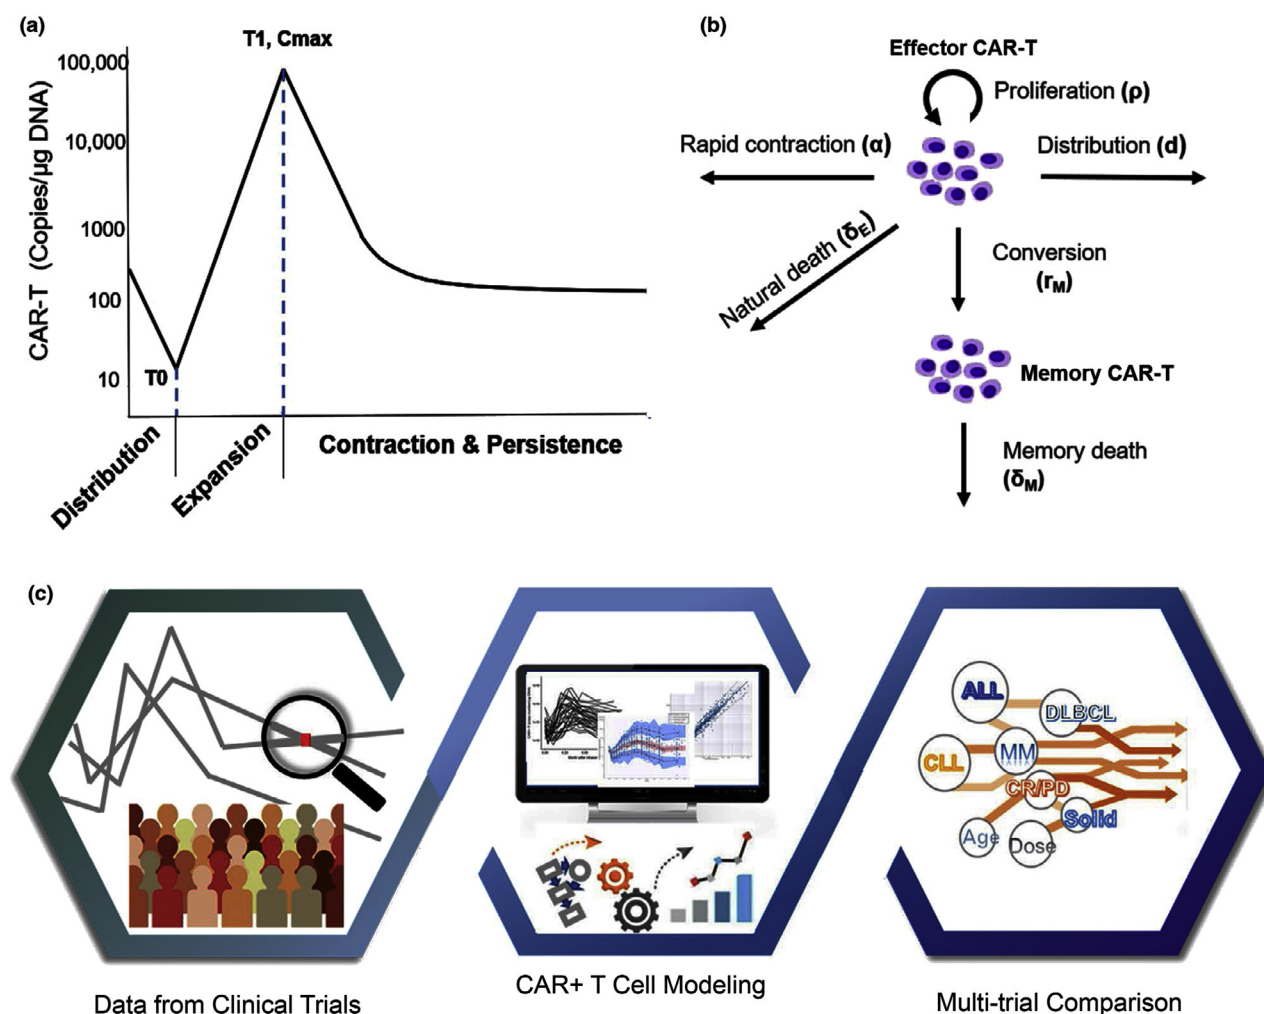 (a)
T1, Cmax
CAR-T (Copies/µg DNA)
100,000
10,000
1000
100
10
T0
Distribution
Expansion
Contraction & Persistence
(b)
Effector CAR-T
Proliferation (ρ)
Rapid contraction (α)
Distribution (d)
Natural death (δE)
Conversion
(rM)
Memory CAR-T
Memory death
(δM)
(c)
Data from Clinical Trials
CAR+ T Cell Modeling
ALL
DLBCL
CLL
MM
CR/PD
Solid
Age
Dose
Multi-trial Comparison